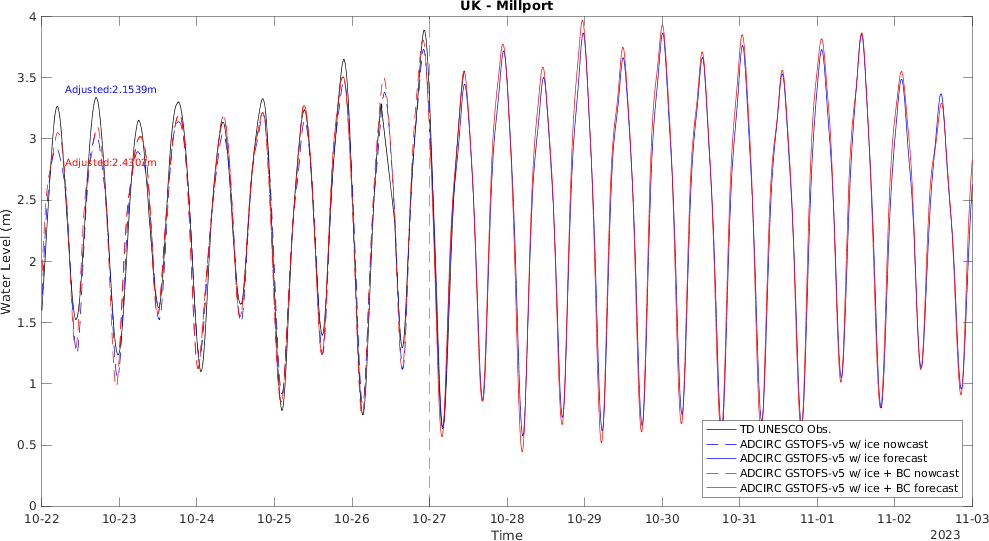 UK - Millport
Water Level (m)
4
3.5
3
2.5
2
1.5
1
0.5
0
Adjusted:2.1539m
Adjusted:2.4302m
TD UNESCO Obs.
ADCIRC GSTOFS-v5 w/ ice nowcast
ADCIRC GSTOFS-v5 w/ ice forecast
ADCIRC GSTOFS-v5 w/ ice + BC nowcast
ADCIRC GSTOFS-v5 w/ ice + BC forecast
10-22 10-23 10-24 10-25 10-26 10-27 10-28 10-29 10-30 10-31 11-01 11-02 11-03
Time
2023